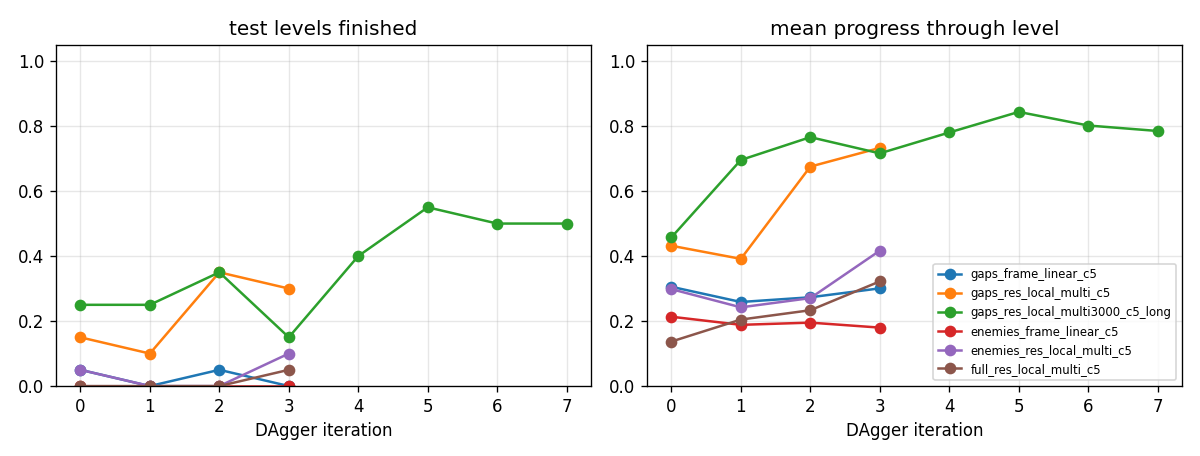 test levels finished
1.0
0.8
0.6
0.4
0.2
0.0
0 1 2 3 4 5 6 7
DAgger iteration
mean progress through level
1.0
0.8
0.6
0.4
0.2
0.0
gaps_frame_linear_c5
gaps_res_local_multi_c5
gaps_res_local_multi3000_c5_long
enemies_frame_linear_c5
enemies_res_local_multi_c5
full_res_local_multi_c5
0 1 2 3 4 5 6 7
DAgger iteration